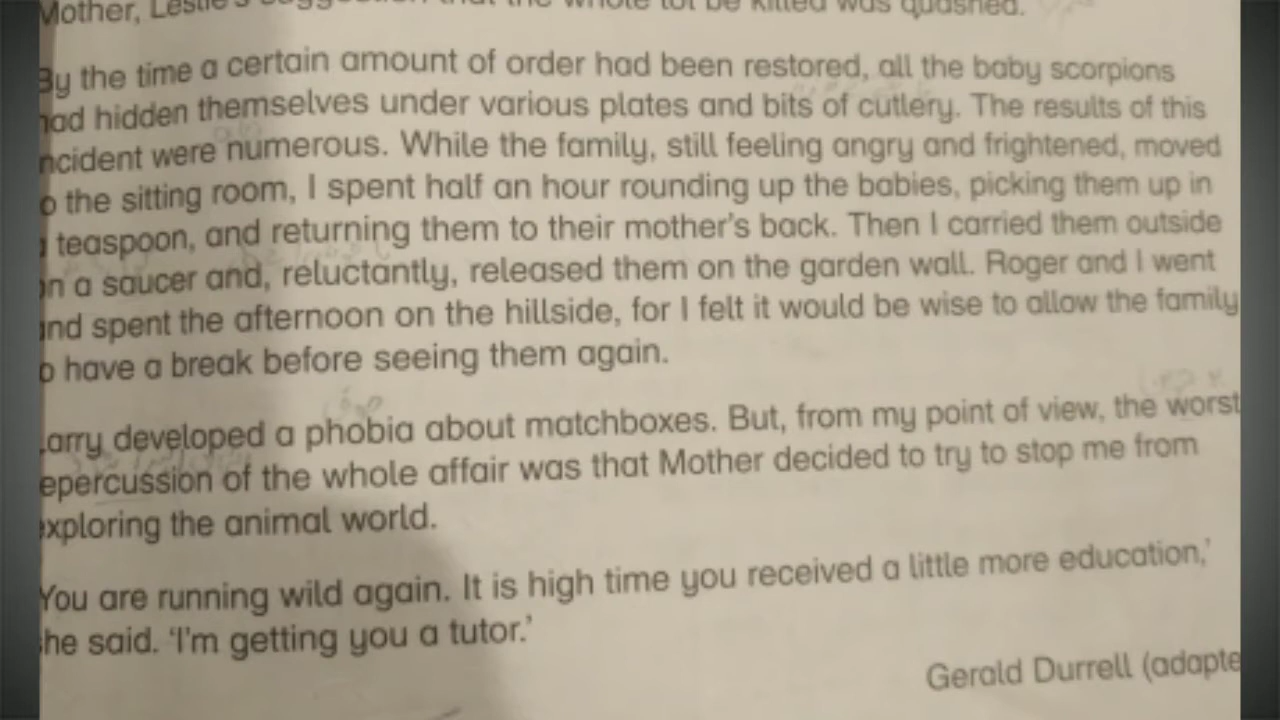 Mother, Leslie's suggestion that the whole lot be killed was quashed.
By the time a certain amount of order had been restored, all the baby scorpions
had hidden themselves under various plates and bits of cutlery. The results of this
ncident were numerous. While the family, still feeling angry and frightened, moved
o the sitting room, I spent half an hour rounding up the babies, picking them up in
a teaspoon, and returning them to their mother's back. Then I carried them outside
on a saucer and, reluctantly, released them on the garden wall. Roger and I went
and spent the afternoon on the hillside, for I felt it would be wise to allow the family
o have a break before seeing them again.
Larry developed a phobia about matchboxes. But, from my point of view, the worst
epercussion of the whole affair was that Mother decided to try to stop me from
exploring the animal world.
You are running wild again. It is high time you received a little more education,'
she said. 'I'm getting you a tutor.'
Gerald Durrell (adapte